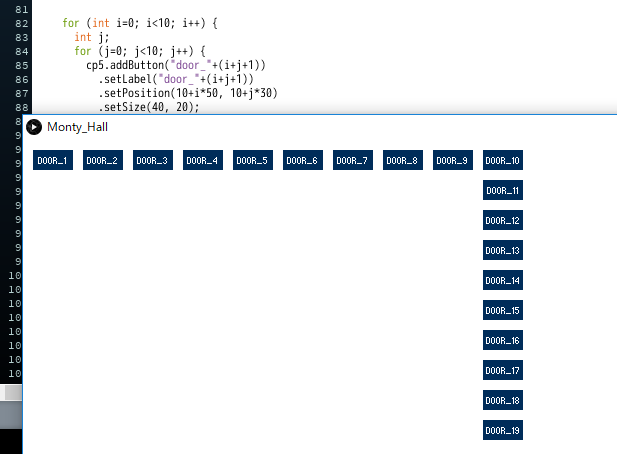 81
82 for (int i=0; i<10; i++) {
83 int j;
84 for (j=0; j<10; j++) {
85 cp5.addButton("door_"+(i+j+1))
86 .setLabel("door_"+(i+j+1))
87 .setPosition(10+i*50, 10+j*30)
88 .setSize(40, 20);
Monty_Hall
DOOR_1 DOOR_2 DOOR_3 DOOR_4 DOOR_5 DOOR_6 DOOR_7 DOOR_8 DOOR_9 DOOR_10
DOOR_11
DOOR_12
DOOR_13
DOOR_14
DOOR_15
DOOR_16
DOOR_17
DOOR_18
DOOR_19